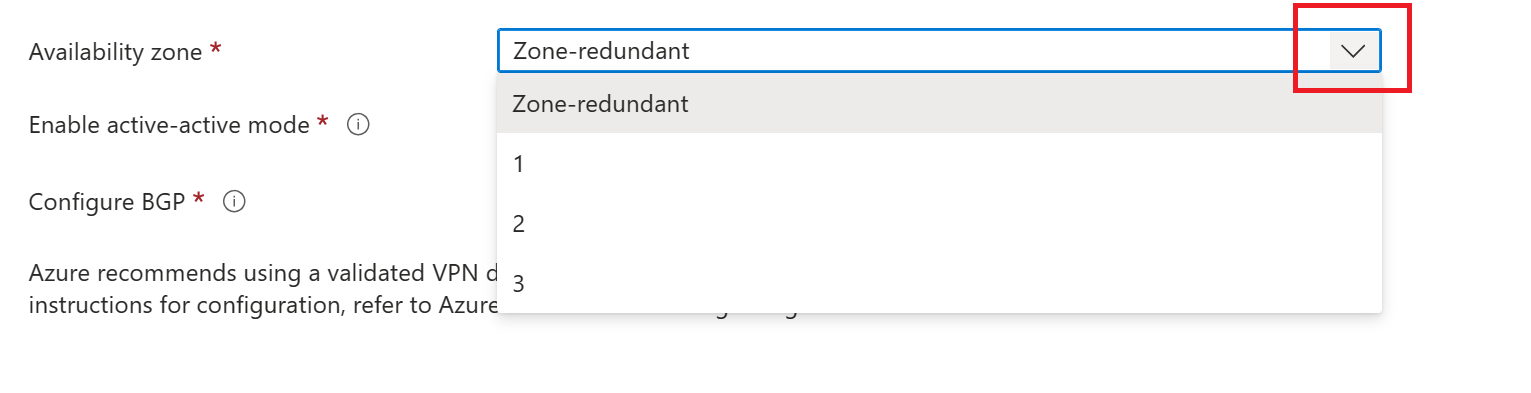 Availability zone *
Zone-redundant
Zone-redundant
Enable active-active mode *
1
Configure BGP *
2
Azure recommends using a validated VPN
3
instructions for configuration, refer to Azure